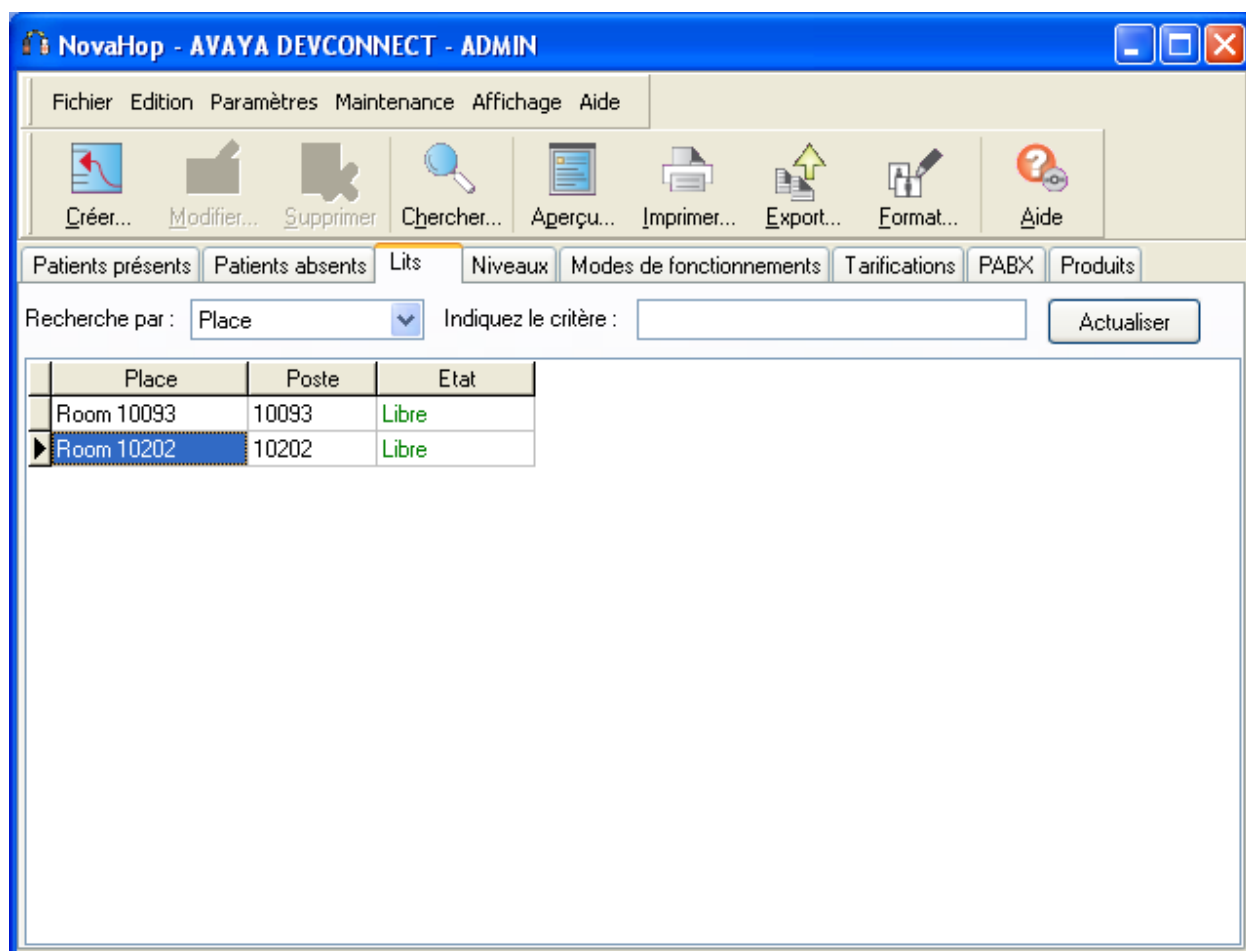 NovaHop - AVAYA DEVCONNECT - ADMIN
Fichier Edition Paramètres Maintenance Affichage Aide
Créer... Modifier... Supprimer Chercher... Aperçu... Imprimer... Export... Format... Aide
Patients présents Patients absents Lits Niveaux Modes de fonctionnements Tarifications PABX Produits
Recherche par : Place Indiquez le critère : Actualiser
Place Poste Etat
Room 10093 10093 Libre
Room 10202 10202 Libre